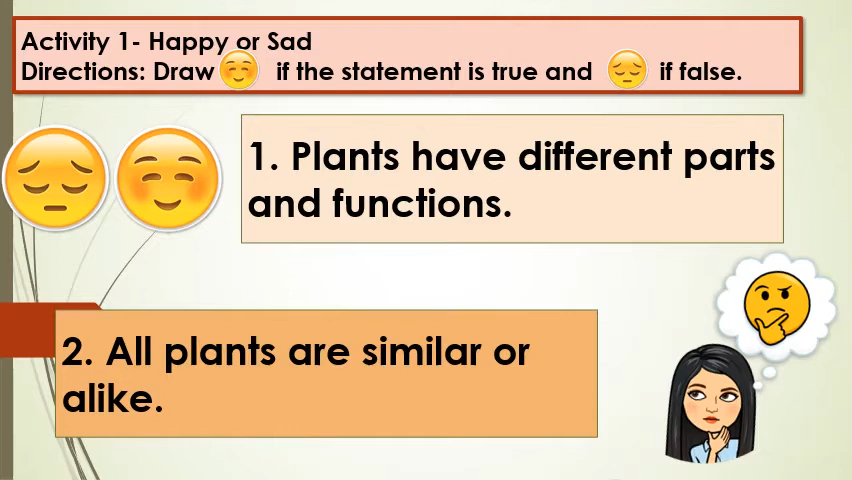 Activity 1- Happy or Sad
Directions: Draw if the statement is true and if false.
1. Plants have different parts
and functions.
2. All plants are similar or
alike.